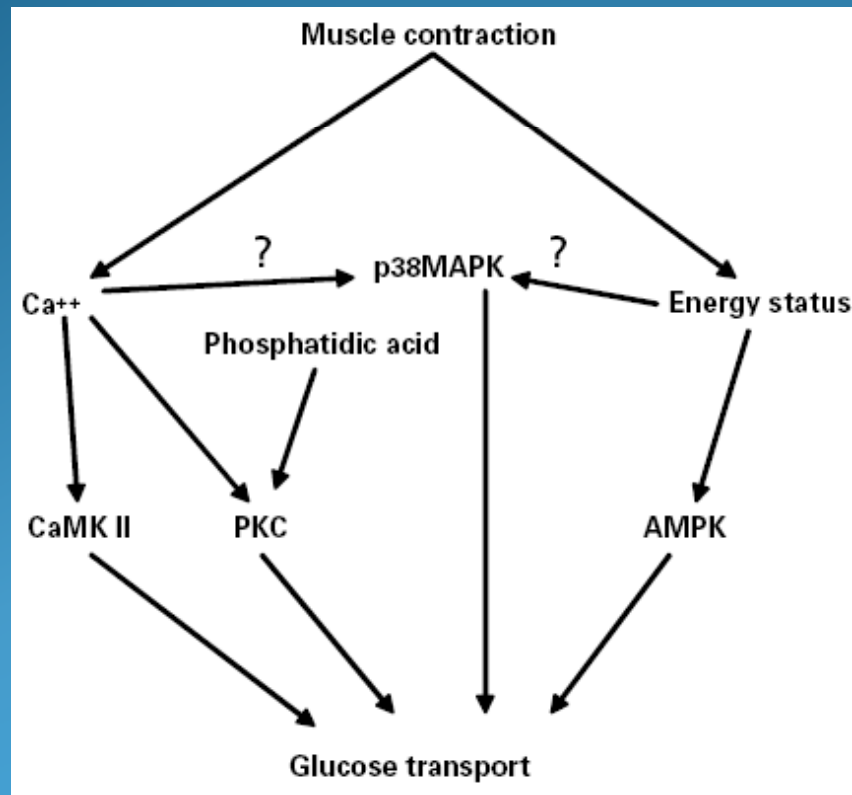 Muscle contraction
?
p38MAPK
?
Ca++
Energy status
Phosphatidic acid
CaMK II
PKC
AMPK
Glucose transport